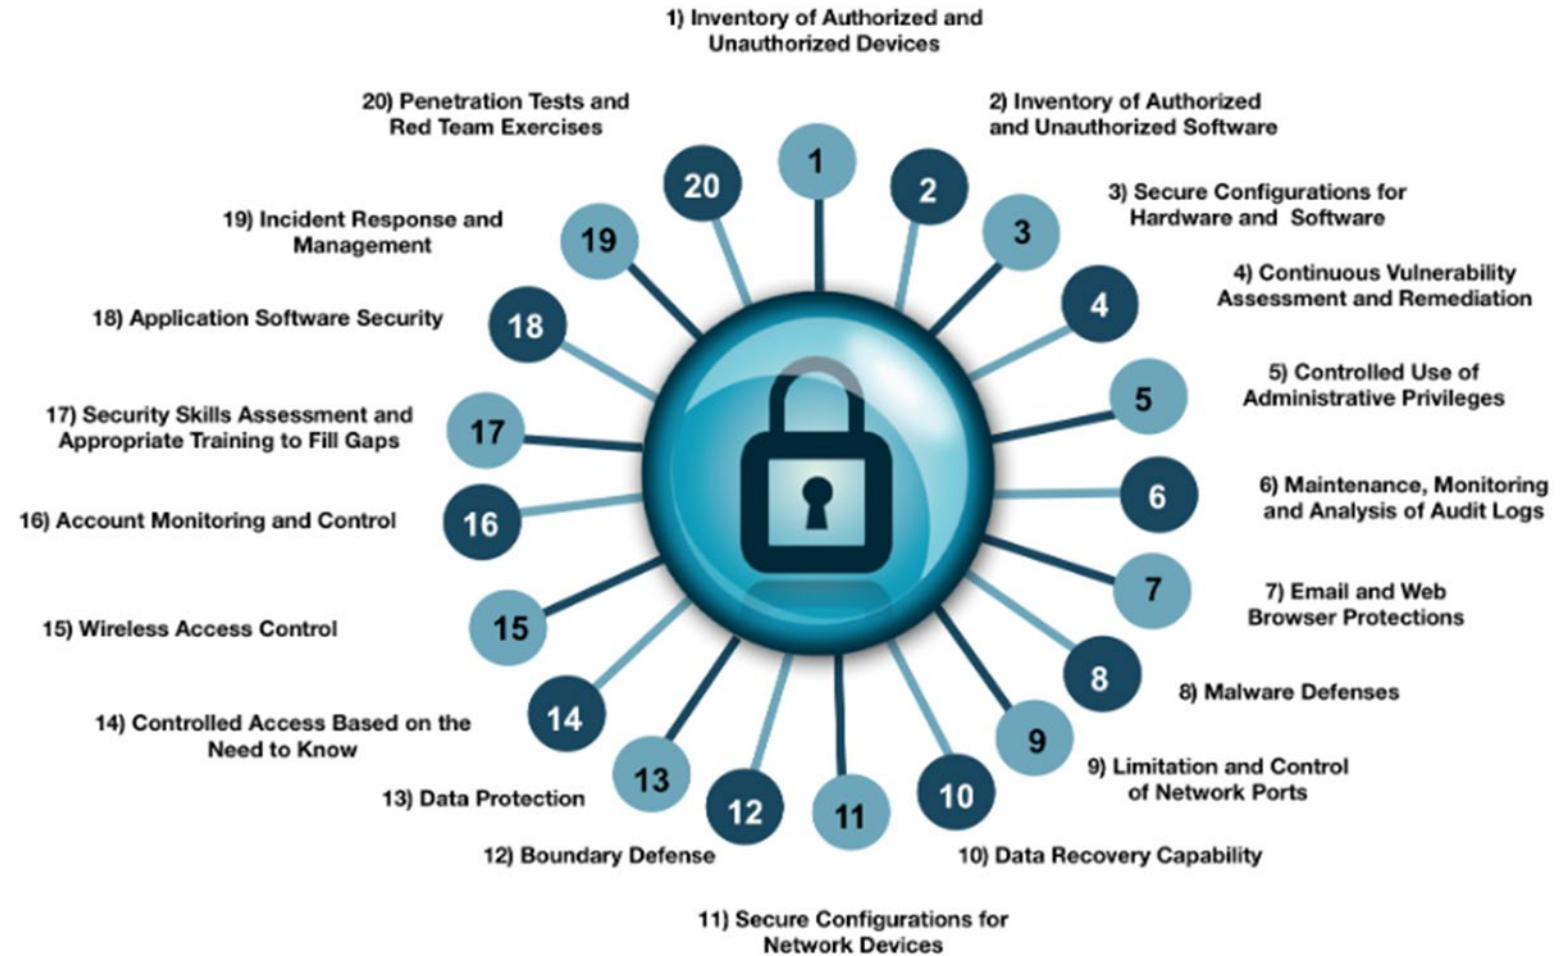 1) Inventory of Authorized and
Unauthorized Devices
2) Inventory of Authorized
and Unauthorized Software
3) Secure Configurations for
Hardware and Software
4) Continuous Vulnerability
Assessment and Remediation
5) Controlled Use of
Administrative Privileges
6) Maintenance, Monitoring
and Analysis of Audit Logs
7) Email and Web
Browser Protections
8) Malware Defenses
9) Limitation and Control
of Network Ports
10) Data Recovery Capability
11) Secure Configurations for
Network Devices
12) Boundary Defense
13) Data Protection
14) Controlled Access Based on the
Need to Know
15) Wireless Access Control
16) Account Monitoring and Control
17) Security Skills Assessment and
Appropriate Training to Fill Gaps
18) Application Software Security
19) Incident Response and
Management
20) Penetration Tests and
Red Team Exercises
1
2
3
4
5
6
7
8
9
10
11
12
13
14
15
16
17
18
19
20